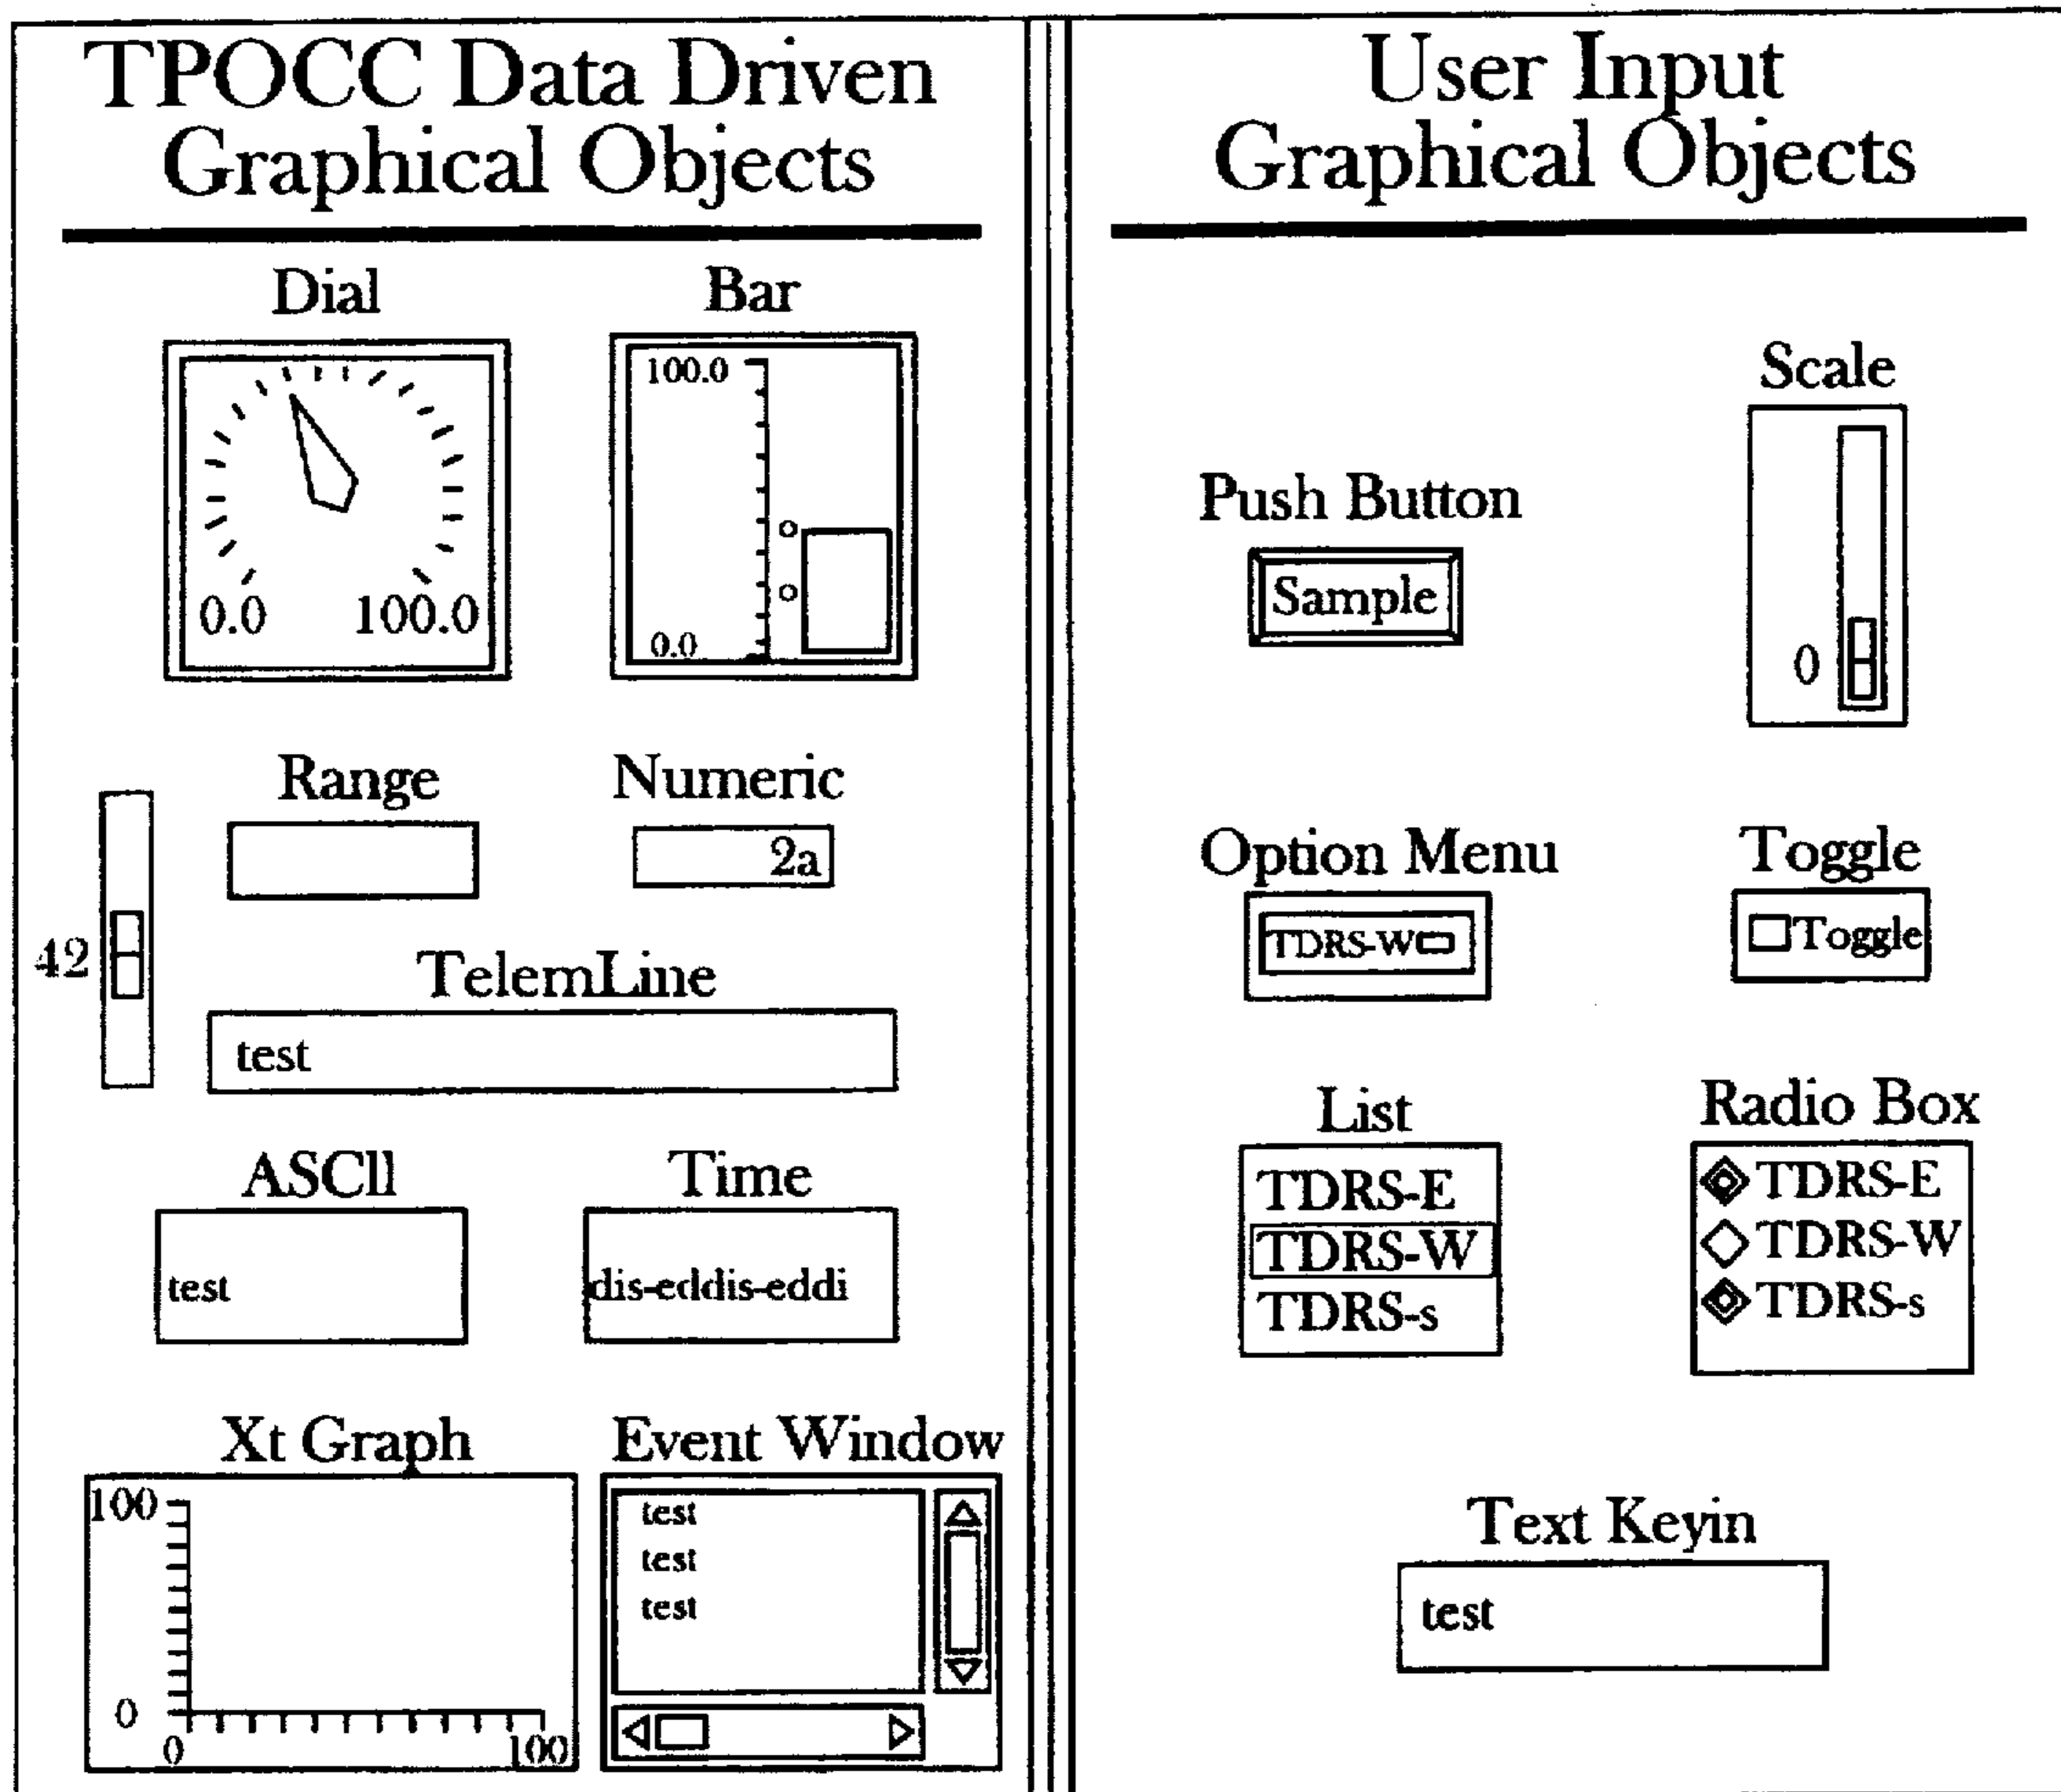 TPOCC Data Driven
Graphical Objects
Dial
Bar
0.0
100.0
100.0
0.0
Range
Numeric
2a
42
TelemLine
test
ASCll
Time
test
dis-eddis-eddi
Xt Graph
Event Window
100
0
0
100
test
test
test
User Input
Graphical Objects
Scale
0
Push Button
Sample
Option Menu
Toggle
TDRS-W
Toggle
List
Radio Box
TDRS-E
TDRS-W
TDRS-s
TDRS-E
TDRS-W
TDRS-s
Text Keyin
test